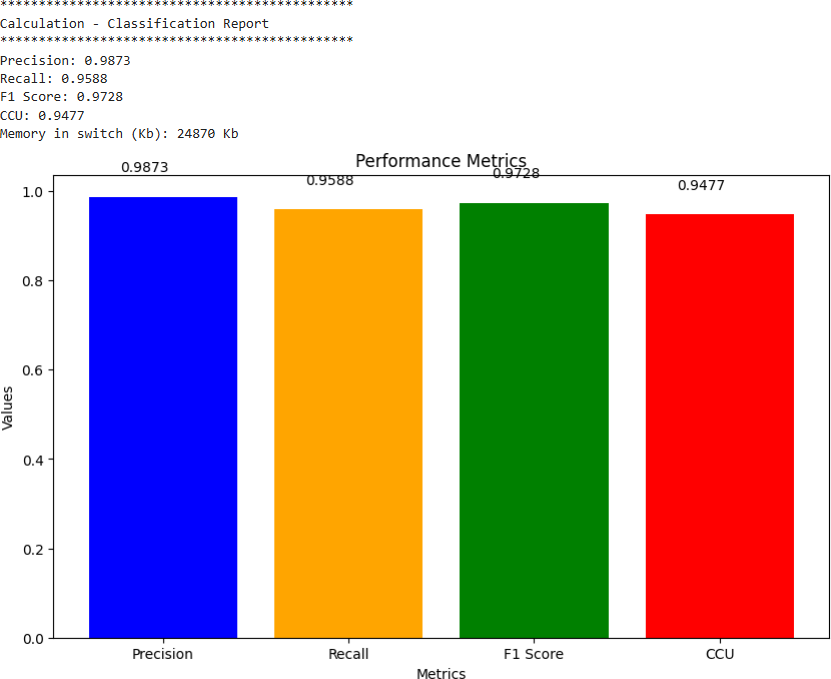 **********************************************
Calculation - Classification Report
**********************************************
Precision: 0.9873
Recall: 0.9588
F1 Score: 0.9728
CCU: 0.9477
Memory in switch (Kb): 24870 Kb
Performance Metrics
0.9873
0.9588
0.9728
0.9477
1.0
0.8
0.6
0.4
0.2
0.0
Values
Precision
Recall
F1 Score
CCU
Metrics